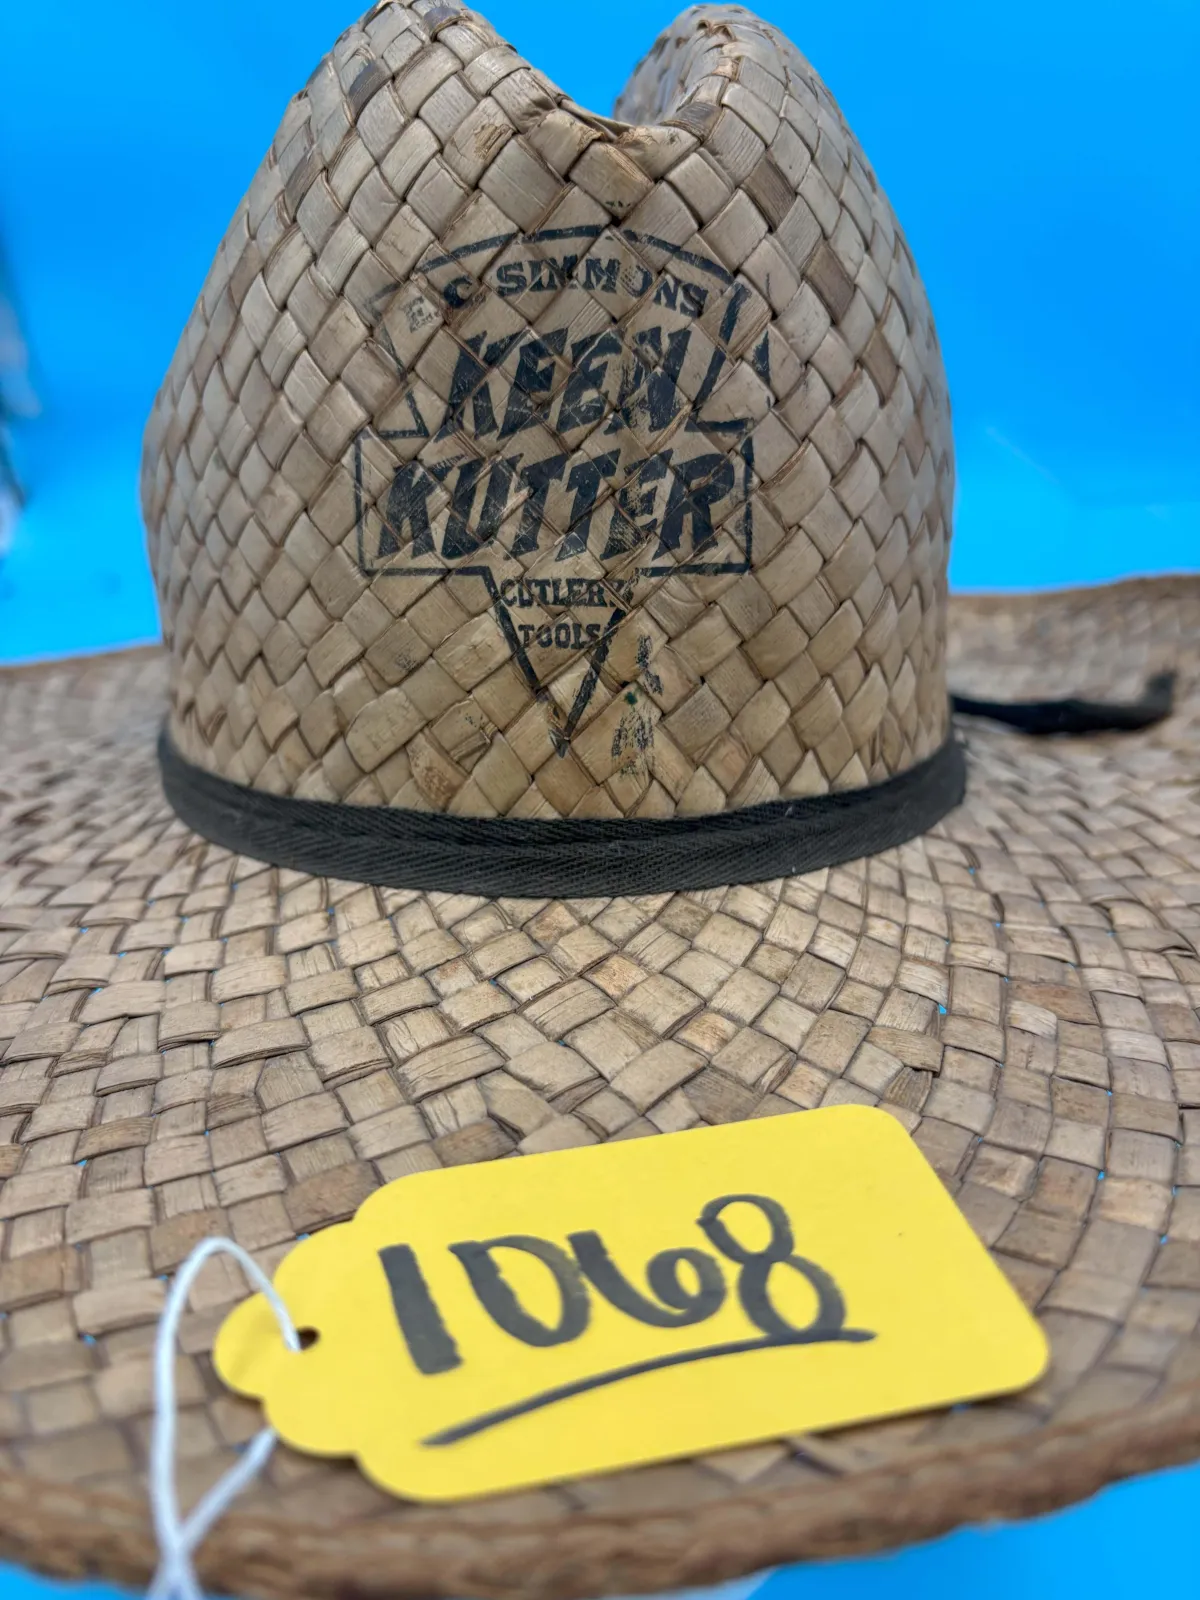 C. SIMMONS
KEEN
KUTTER
CUTLERY
TOOLS
1068